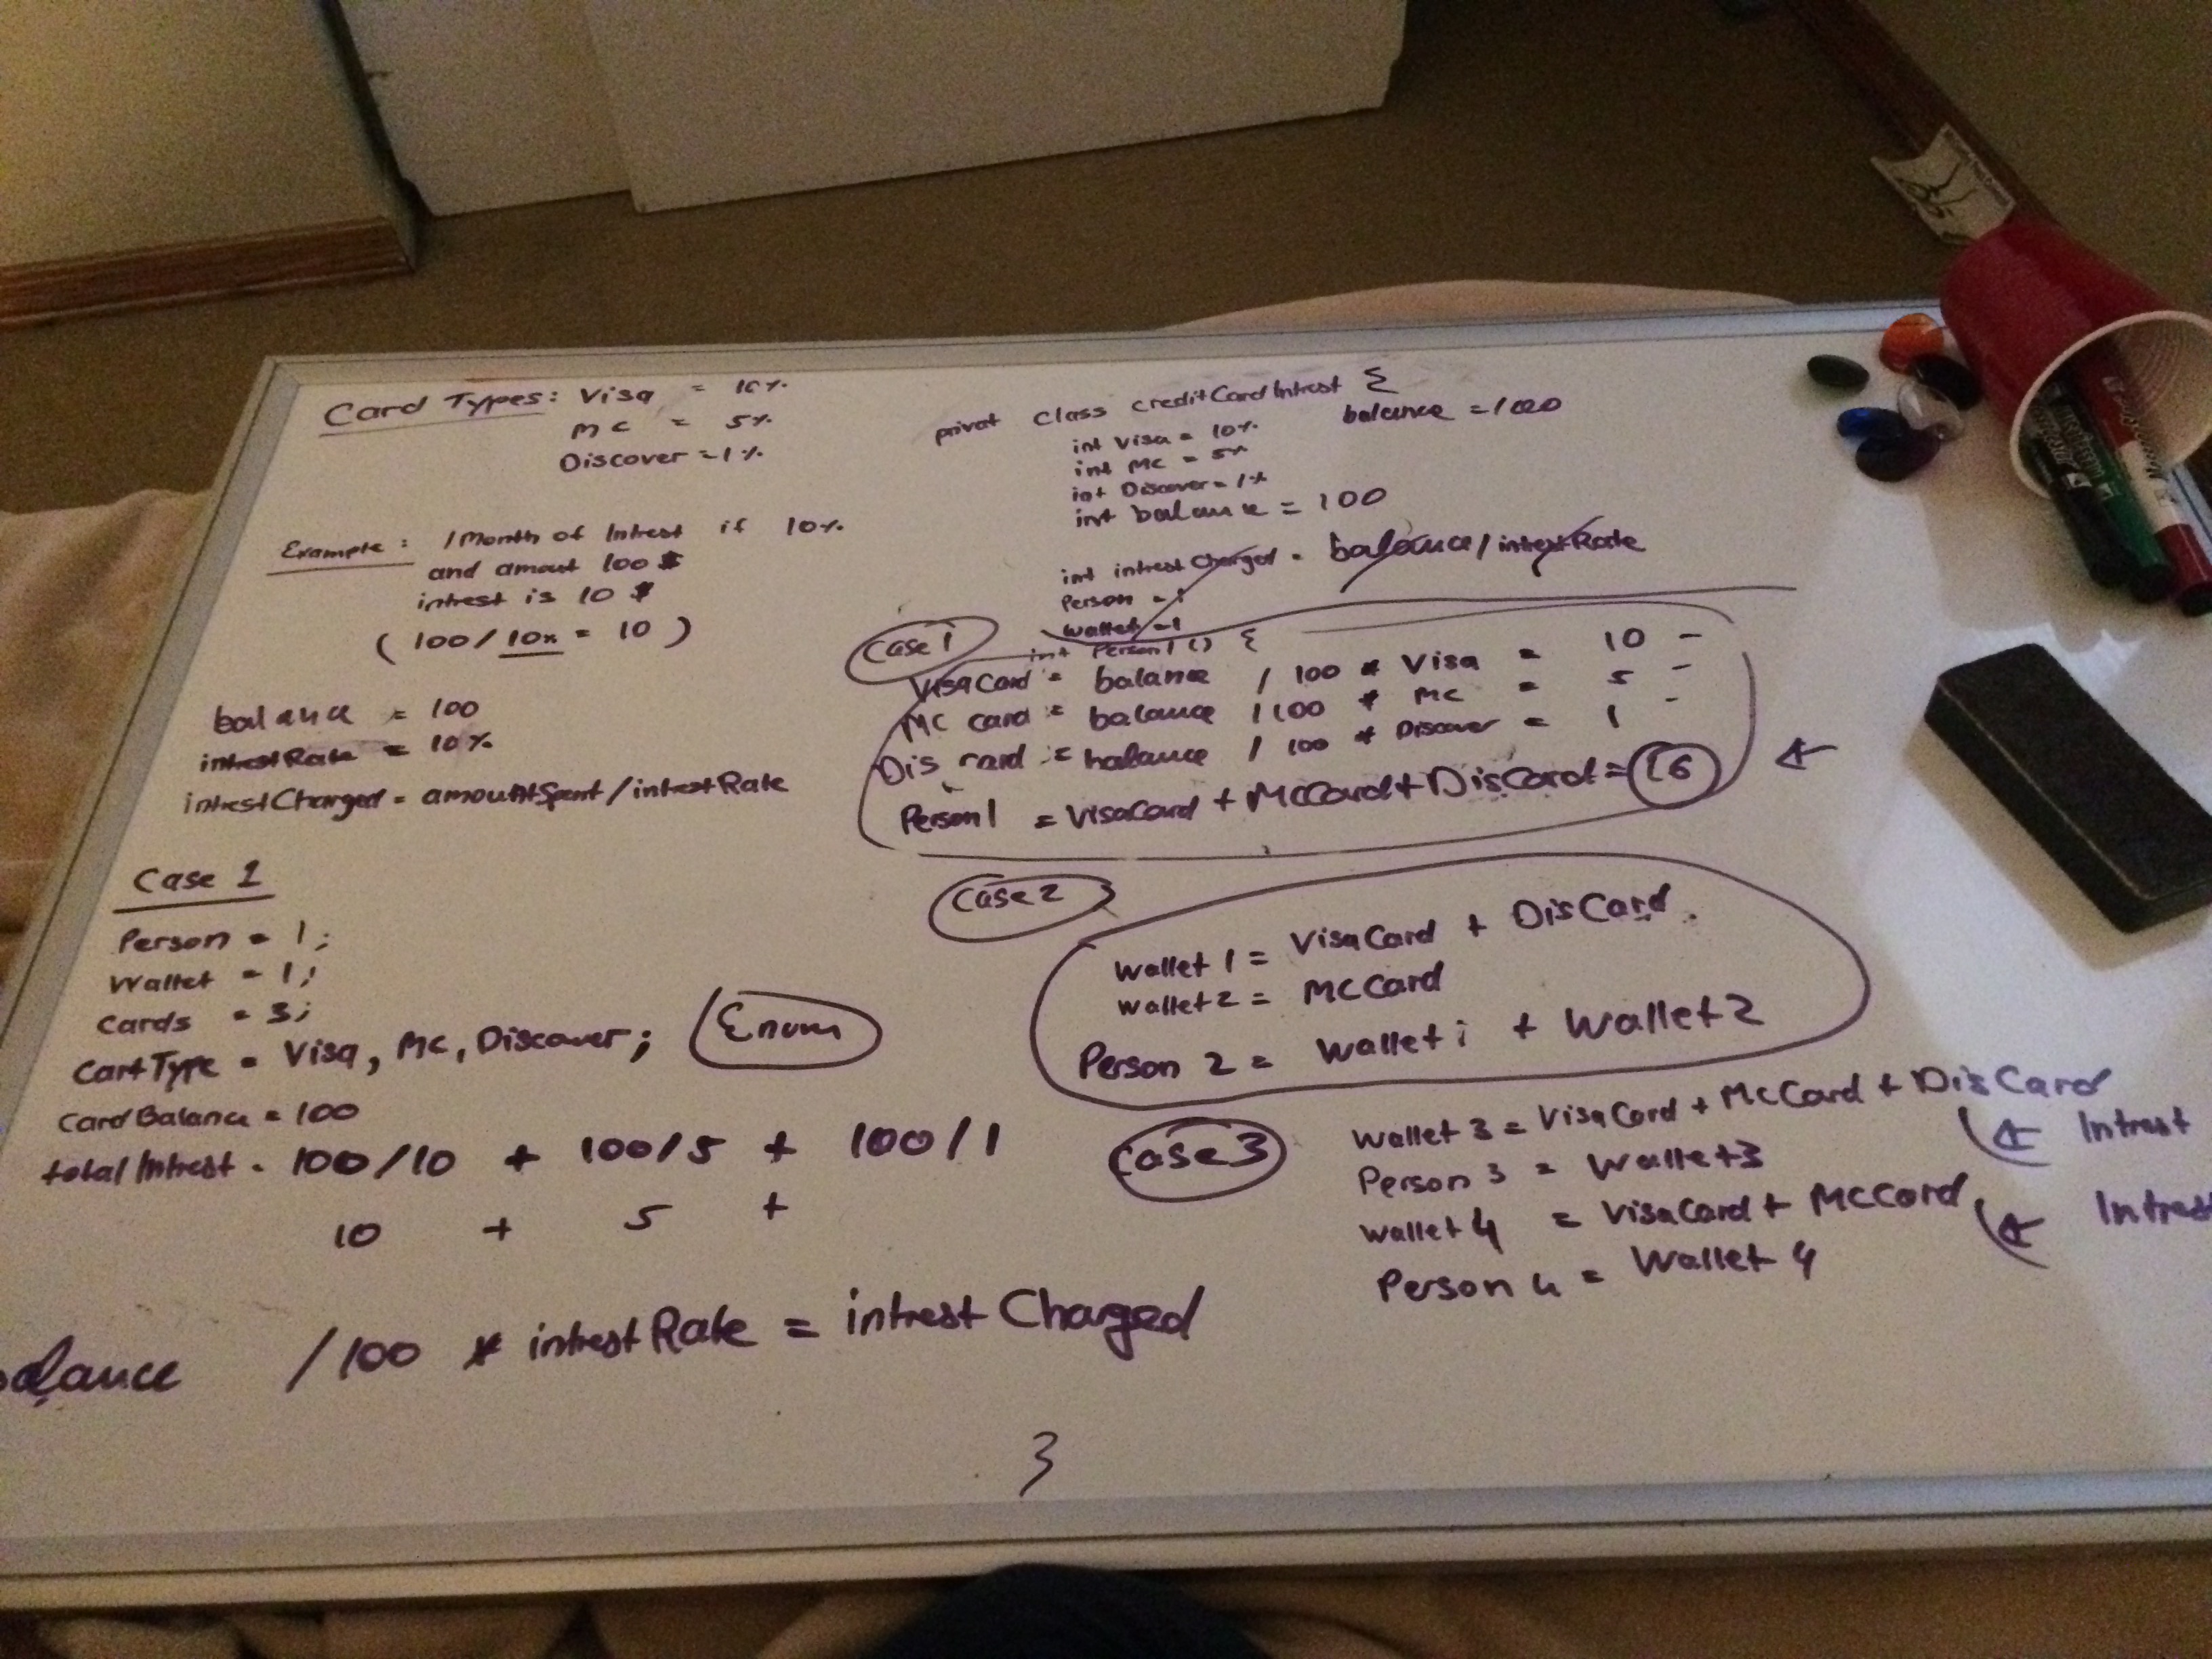 Card Types: Visa = 10%
MC = 5%
Discover = 1%
Example: 1 Month of Intrest if 10%
and amout 100 $
intrest is 10 $
(100/10% = 10)
balance = 100
intrestRate = 10%
intrestCharged = amountSpent/intrestRate
Case 1
Person = 1;
Wallet = 1;
Cards = 3;
CartType = Visa, MC, Discover; Enum
CardBalance = 100
total Intrest = 100/10 + 100/5 + 100/1
10 + 5 +
balance /100 * intrestRate = intrest Charged
privat class creditCardIntrest {
balance = 100
int Visa = 10%
int MC = 5%
int Discover = 1%
int balance = 100
int intrest Charged = balance/intrestRate
Person = 1
Wallet = 1
Case 1
int Person1 () {
VisaCard = balance / 100 * Visa = 10 -
MC card = balance / 100 * MC = 5 -
Dis card = balance / 100 * Discover = 1 -
Person1 = VisaCard + McCard + DisCard = 16
Case 2
Wallet 1 = VisaCard + DisCard
Wallet 2 = MCCard
Person 2 = Wallet 1 + Wallet 2
Case 3
Wallet 3 = VisaCard + McCard + DisCard
Intrest
Person 3 = Wallet 3
Wallet 4 = VisaCard + MCCard
Intrest
Person 4 = Wallet 4
}